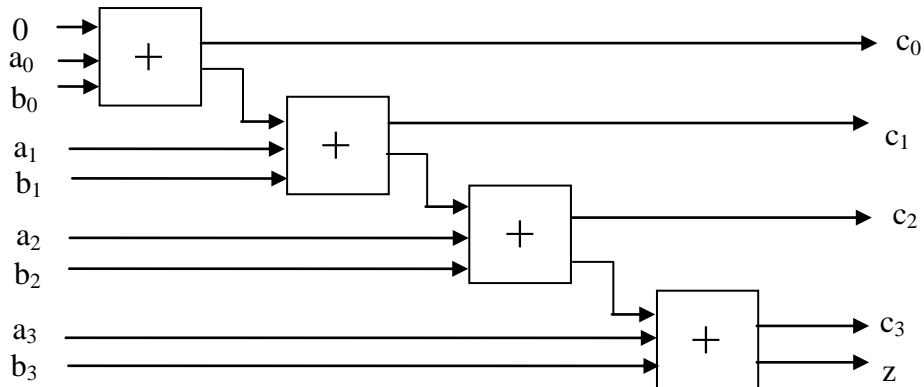 0
a₀
b₀
+
c₀
a₁
b₁
+
c₁
a₂
b₂
+
c₂
a₃
b₃
+
c₃
z